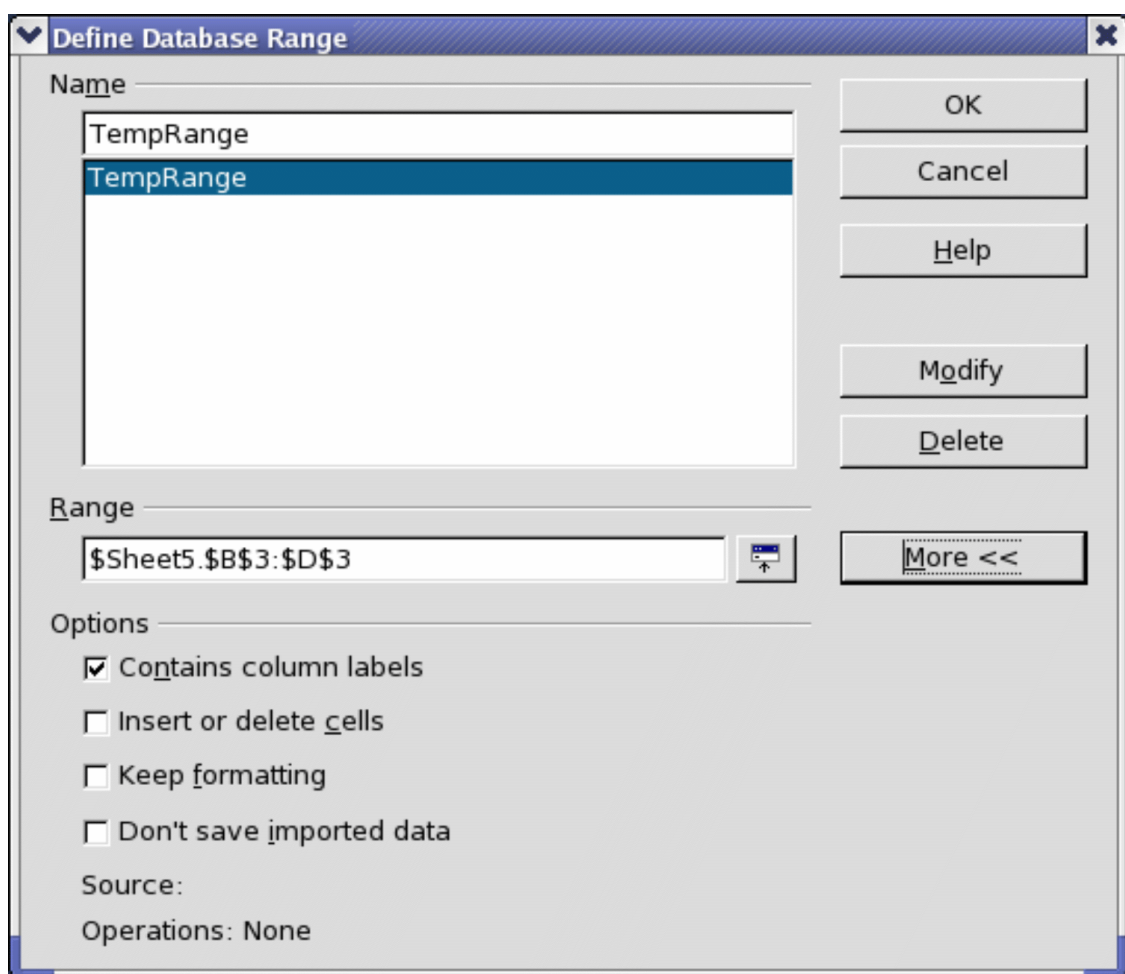 Define Database Range
Name
OK
TempRange
Cancel
TempRange
Help
Modify
Delete
Range
$Sheet5.$B$3:$D$3
More <<
Options
Contains column labels
Insert or delete cells
Keep formatting
Don't save imported data
Source:
Operations: None